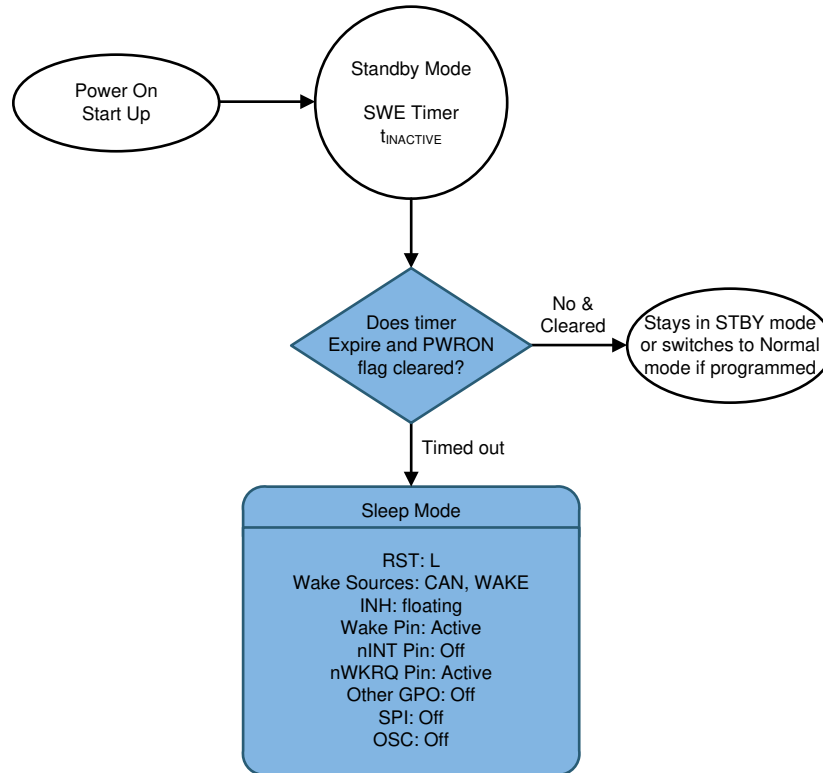 Power On
Start Up
Standby Mode
SWE Timer
tINACTIVE
Does timer
Expire and PWRON
flag cleared?
No &
Cleared
Stays in STBY mode
or switches to Normal
mode if programmed
Timed out
Sleep Mode
RST: L
Wake Sources: CAN, WAKE
INH: floating
Wake Pin: Active
nINT Pin: Off
nWKRQ Pin: Active
Other GPO: Off
SPI: Off
OSC: Off